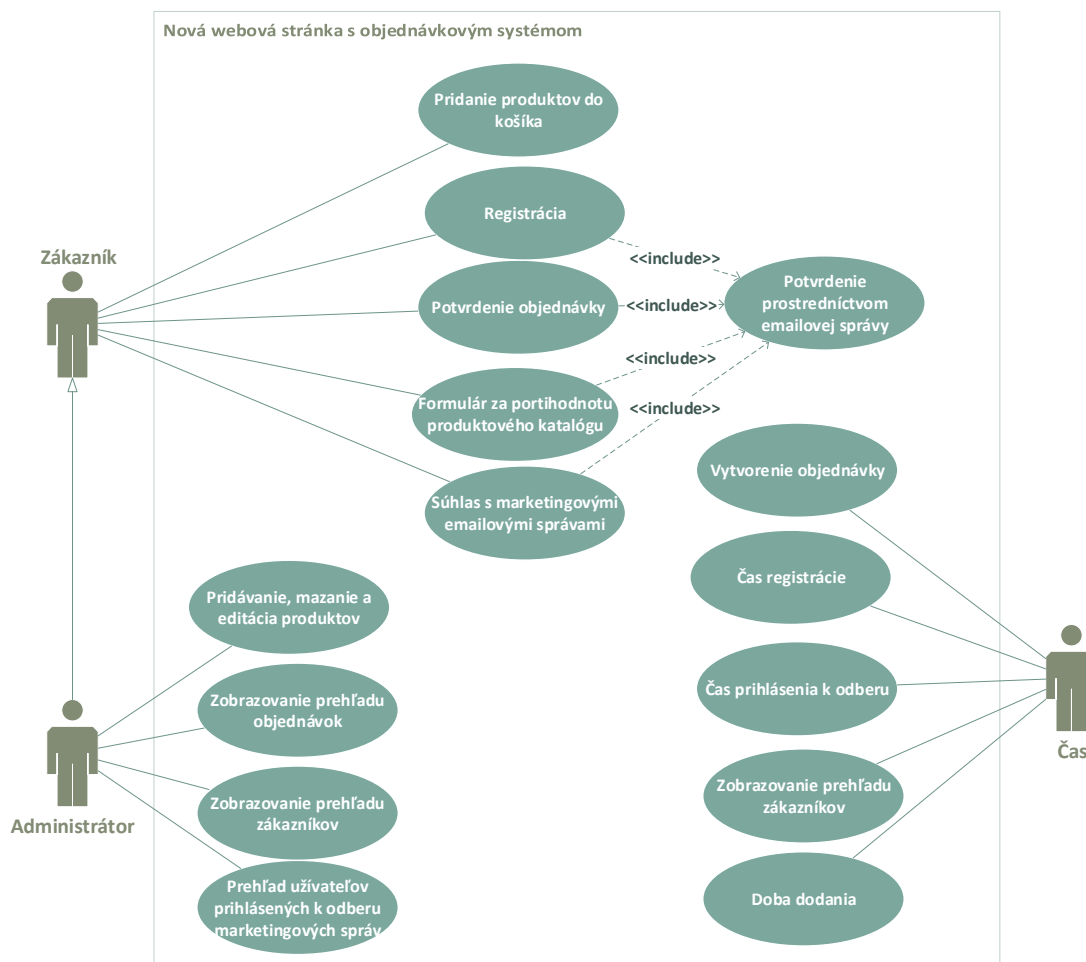 Nová webová stránka s objednávkovým systémom
Pridanie produktov do
košíka
Registrácia
<<include>>
Zákazník
Potvrdenie
prostredníctvom
emailovej správy
Potvrdenie objednávky
<<include>>
<<include>>
Formulár za portihodnotu
produktového katalógu
<<include>>
Vytvorenie objednávky
Súhlas s marketingovými
emailovými správami
Čas registrácie
Pridávanie, mazanie a
editácia produktov
Čas prihlásenia k odberu
Zobrazovanie prehľadu
objednávok
Čas
Zobrazovanie prehľadu
zákazníkov
Zobrazovanie prehľadu
zákazníkov
Administrátor
Prehľad užívateľov
prihlásených k odberu
marketingových správ
Doba dodania